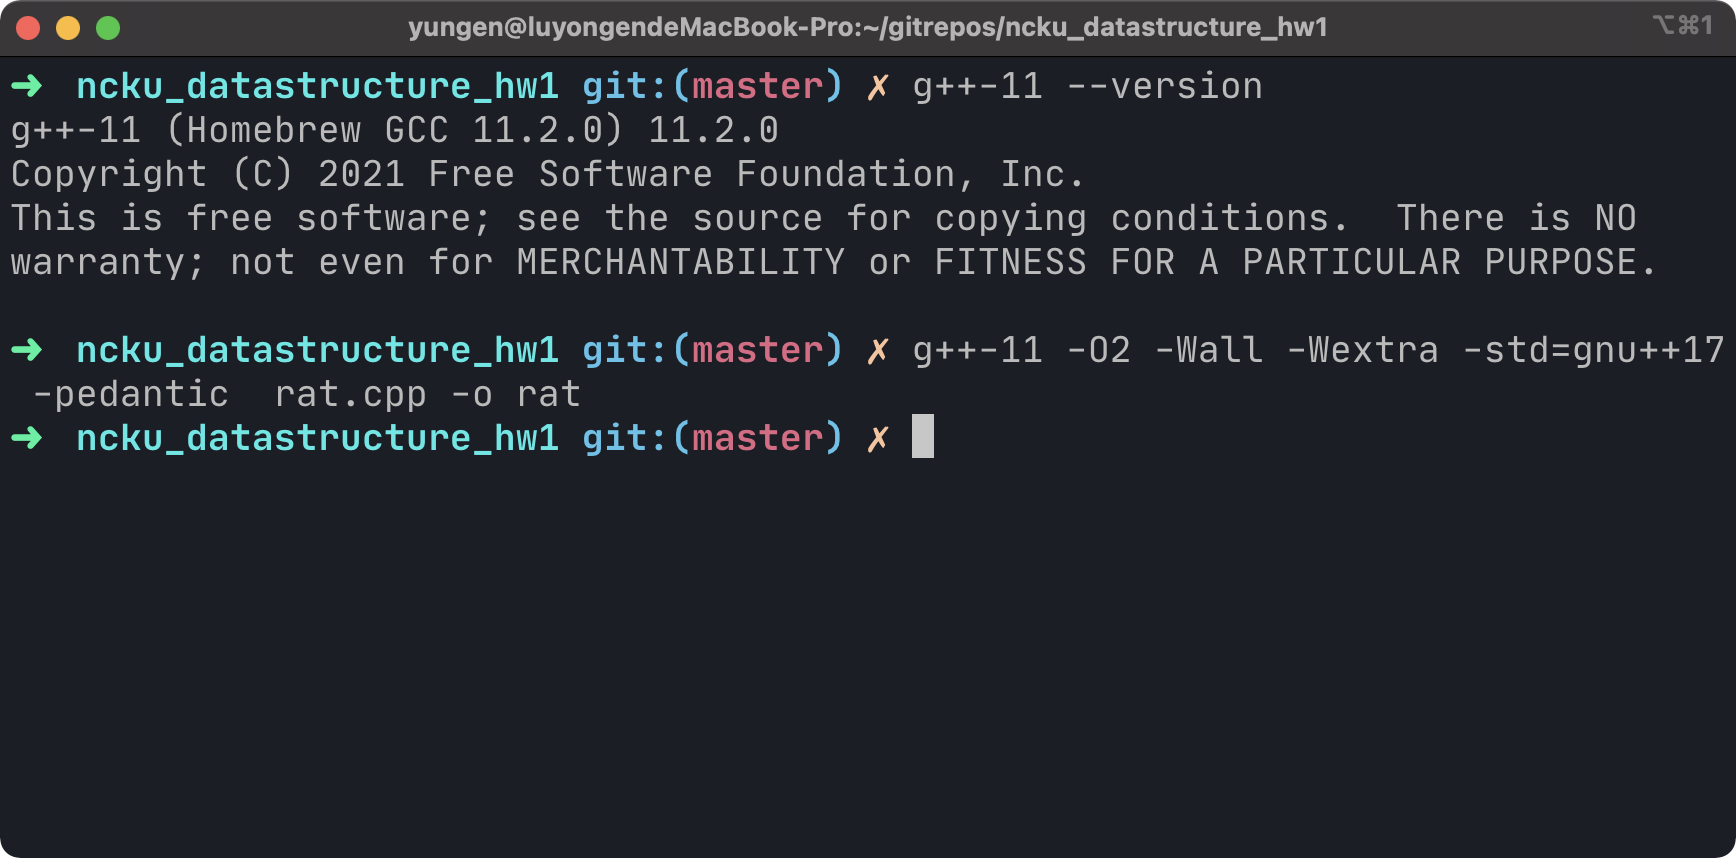 yungen@luyongendeMacBook-Pro:~/gitrepos/ncku_datastructure_hw1 ⌥⌘1
➜  ncku_datastructure_hw1 git:(master) ✗ g++-11 --version
g++-11 (Homebrew GCC 11.2.0) 11.2.0
Copyright (C) 2021 Free Software Foundation, Inc.
This is free software; see the source for copying conditions.  There is NO
warranty; not even for MERCHANTABILITY or FITNESS FOR A PARTICULAR PURPOSE.
➜  ncku_datastructure_hw1 git:(master) ✗ g++-11 -O2 -Wall -Wextra -std=gnu++17
 -pedantic  rat.cpp -o rat
➜  ncku_datastructure_hw1 git:(master) ✗